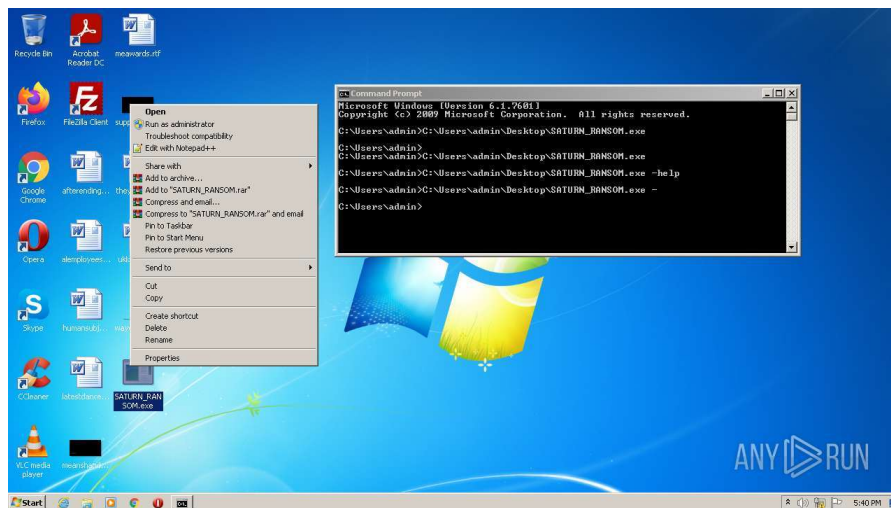 Recycle Bin
Acrobat
Reader DC
meawards.rtf
Firefox
FileZilla Client
Google
Chrome
afterending...
Opera
alemployees...
Skype
humansubj...
CCleaner
latestdance...
SATURN_RAN
SOM.exe
VLC media
player
Open
Run as administrator
Troubleshoot compatibility
Edit with Notepad++
Share with
Add to archive...
Add to "SATURN_RANSOM.rar"
Compress and email...
Compress to "SATURN_RANSOM.rar" and email
Pin to Taskbar
Pin to Start Menu
Restore previous versions
Send to
Cut
Copy
Create shortcut
Delete
Rename
Properties
Command Prompt
Microsoft Windows [Version 6.1.7601]
Copyright (c) 2009 Microsoft Corporation.  All rights reserved.
C:\Users\admin>C:\Users\admin\Desktop\SATURN_RANSOM.exe
C:\Users\admin>
C:\Users\admin>C:\Users\admin\Desktop\SATURN_RANSOM.exe
C:\Users\admin>C:\Users\admin\Desktop\SATURN_RANSOM.exe -help
C:\Users\admin>C:\Users\admin\Desktop\SATURN_RANSOM.exe -
C:\Users\admin>
ANY RUN
Start
5:40 PM